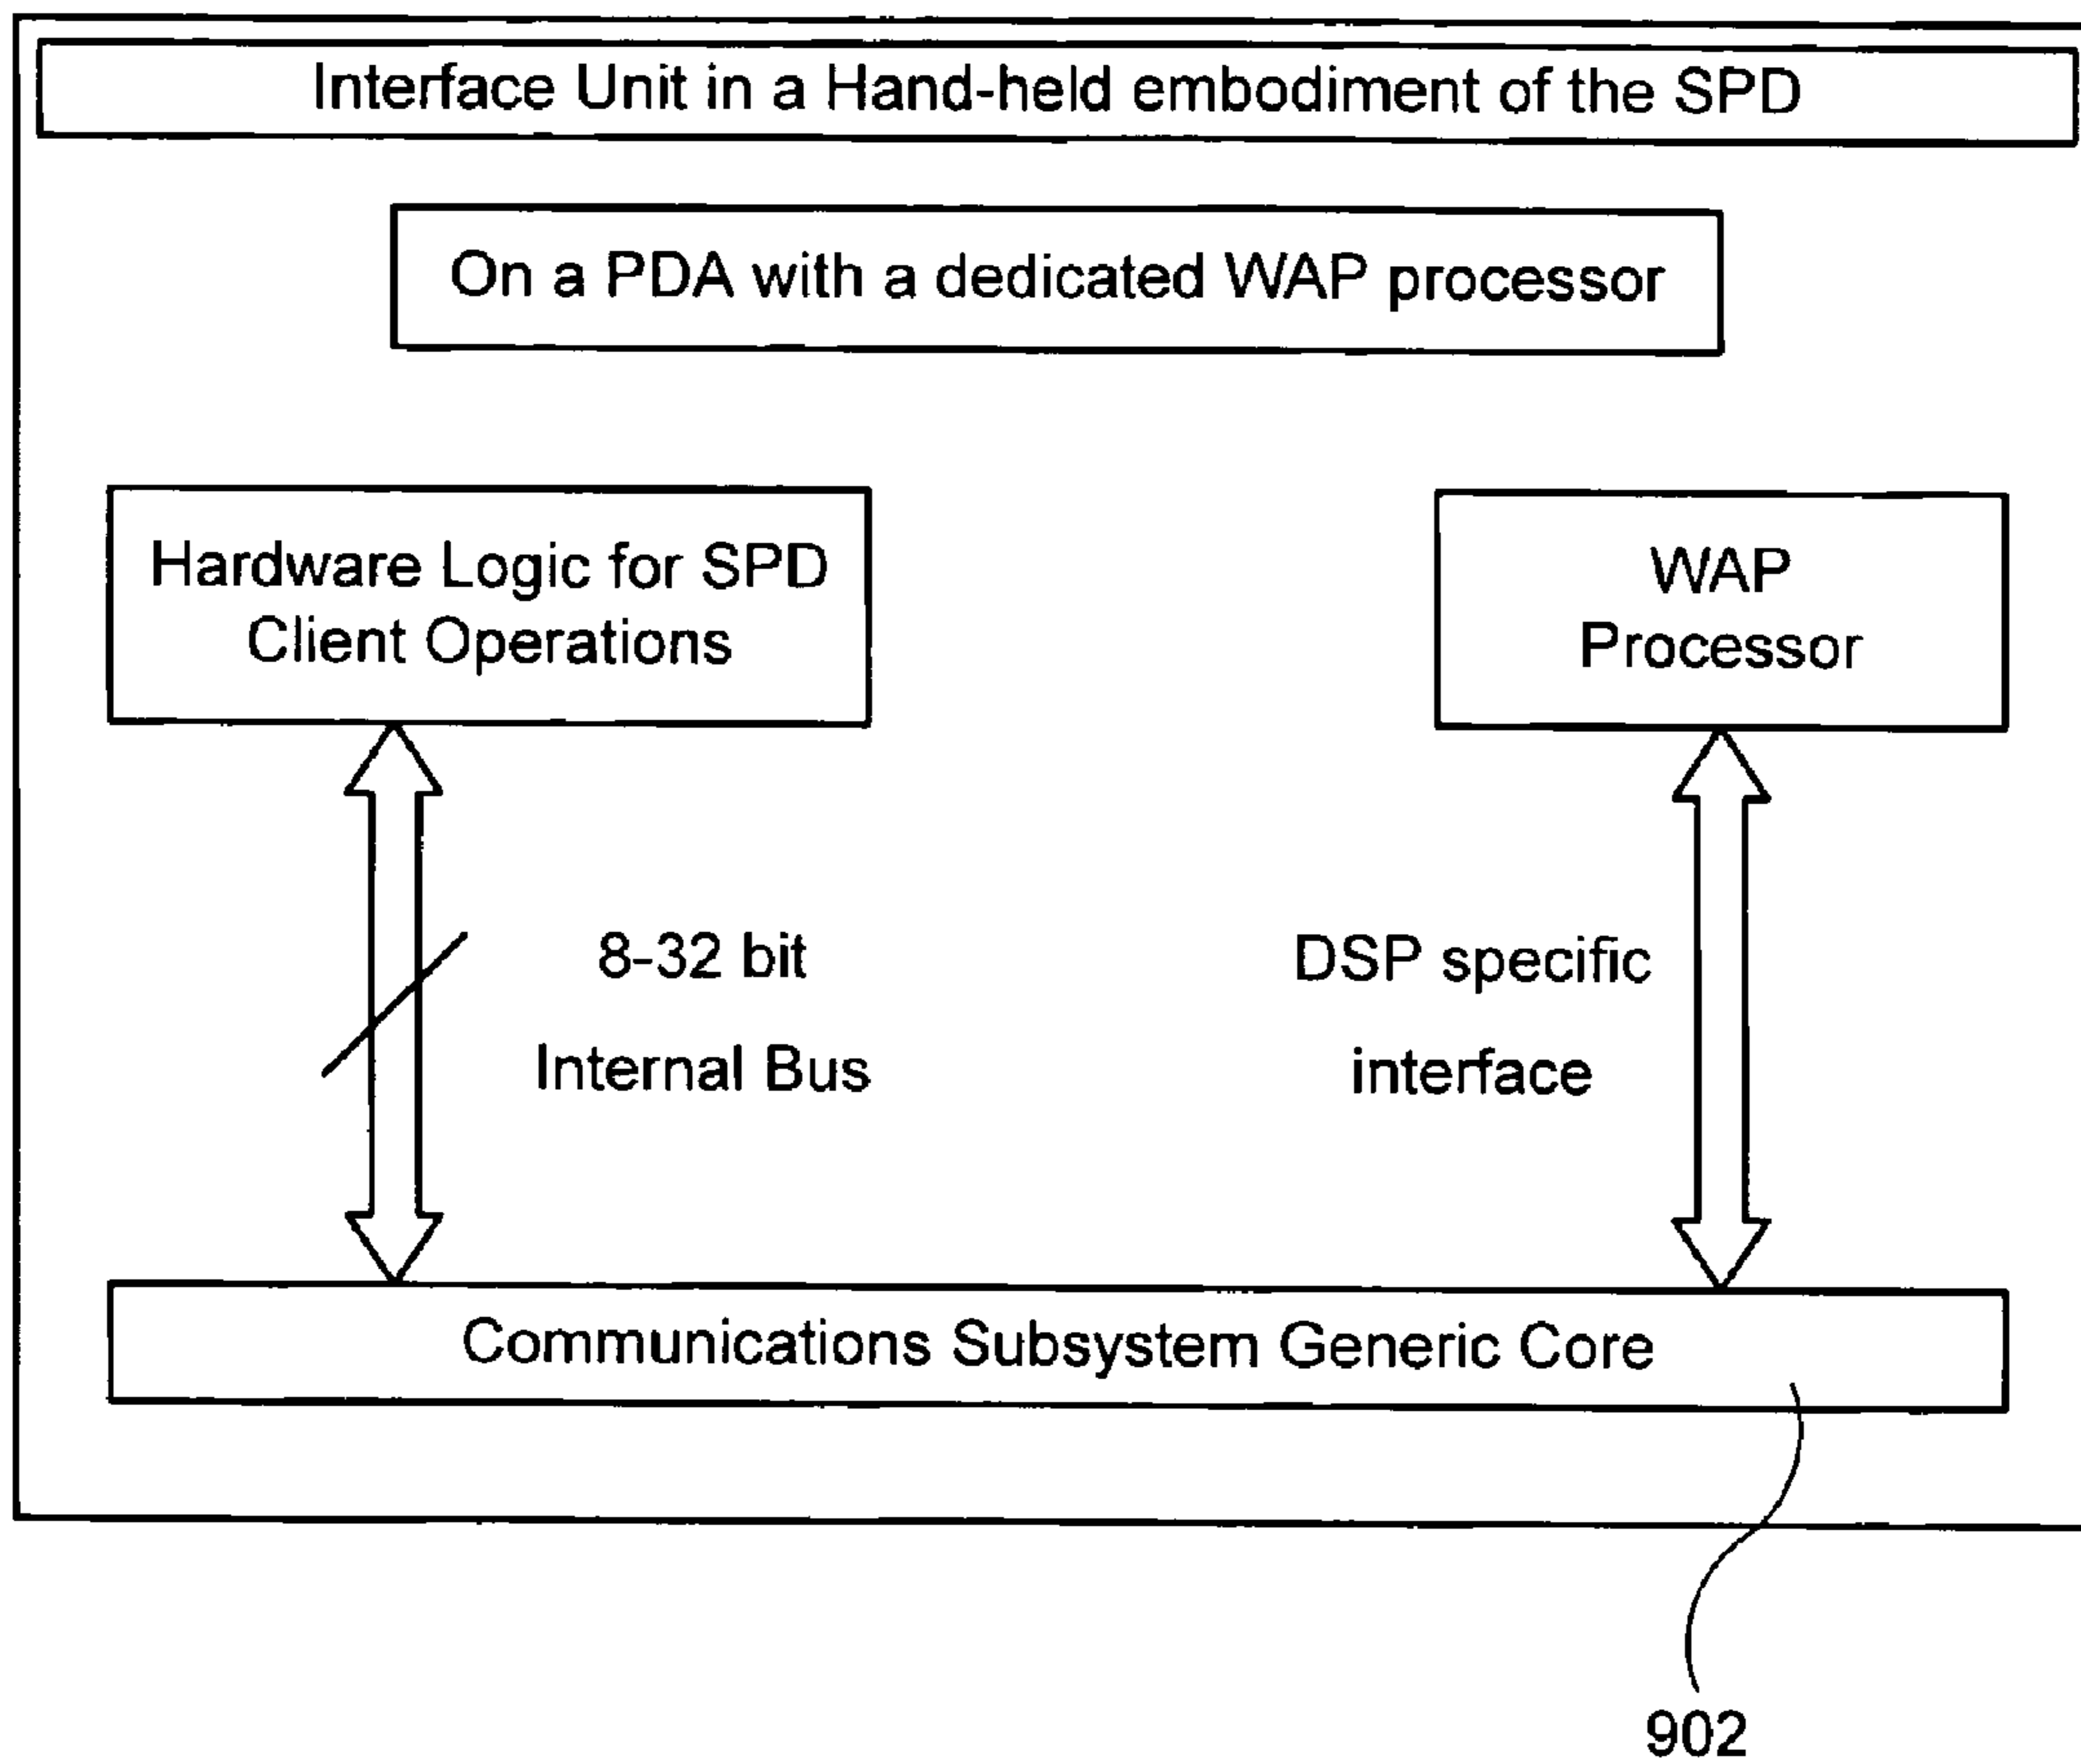 Interface Unit in a Hand-held embodiment of the SPD
On a PDA with a dedicated WAP processor
Hardware Logic for SPD
Client Operations
WAP
Processor
8-32 bit
Internal Bus
DSP specific
interface
Communications Subsystem Generic Core
902